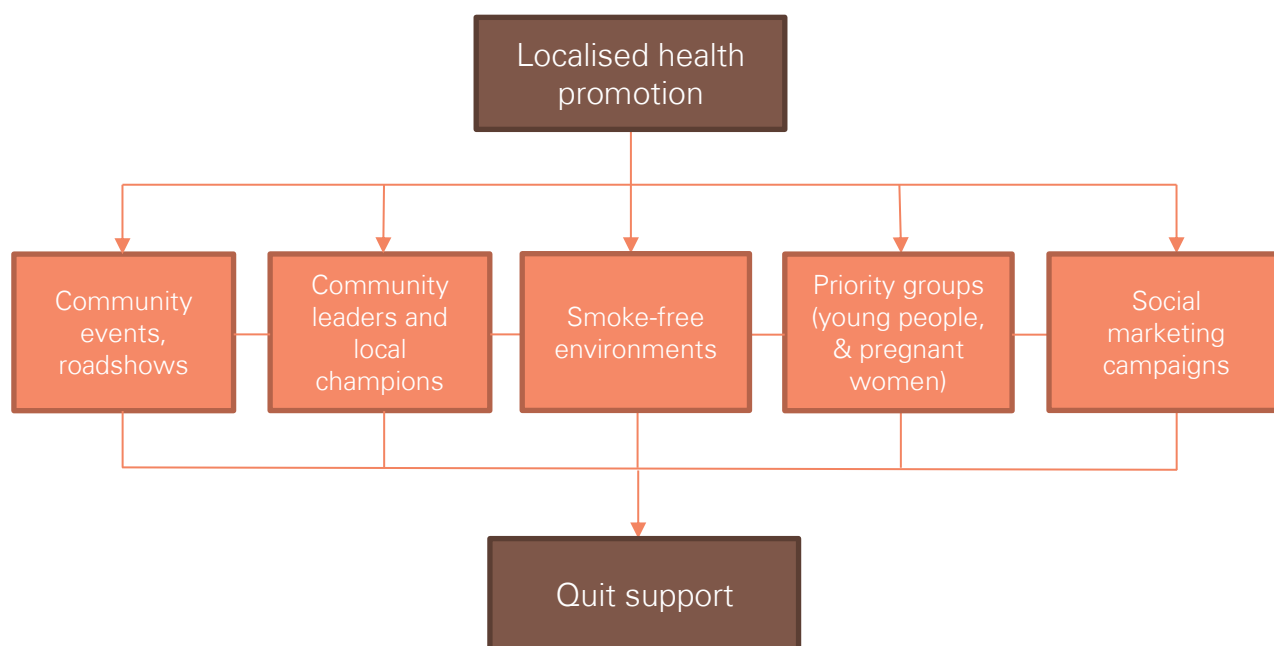 Localised health
promotion
Community
events,
roadshows
Community
leaders and
local
champions
Smoke-free
environments
Priority groups
(young people,
& pregnant
women)
Social
marketing
campaigns
Quit support